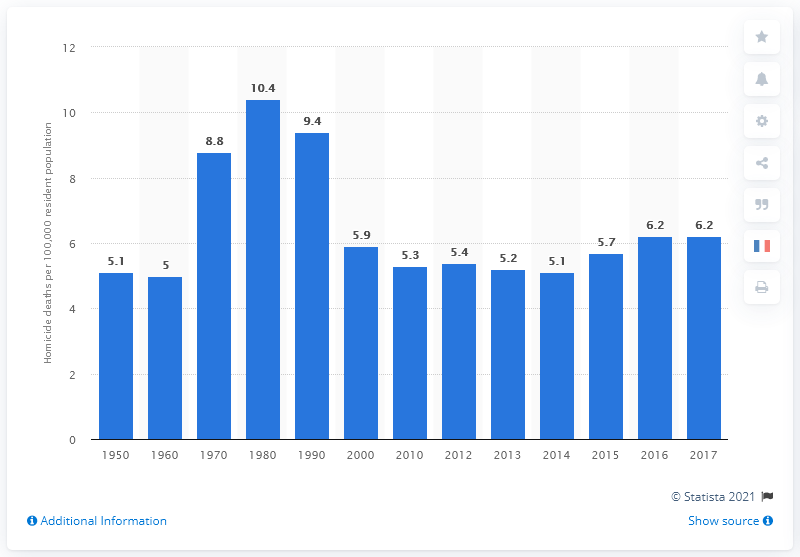 12
10
8
6
4
2
0
Homicide deaths per 100,000 resident population
5.1 5 8.8 10.4 9.4 5.9 5.3 5.4 5.2 5.1 5.7 6.2 6.2
1950 1960 1970 1980 1990 2000 2010 2012 2013 2014 2015 2016 2017
© Statista 2021
Additional Information
Show source